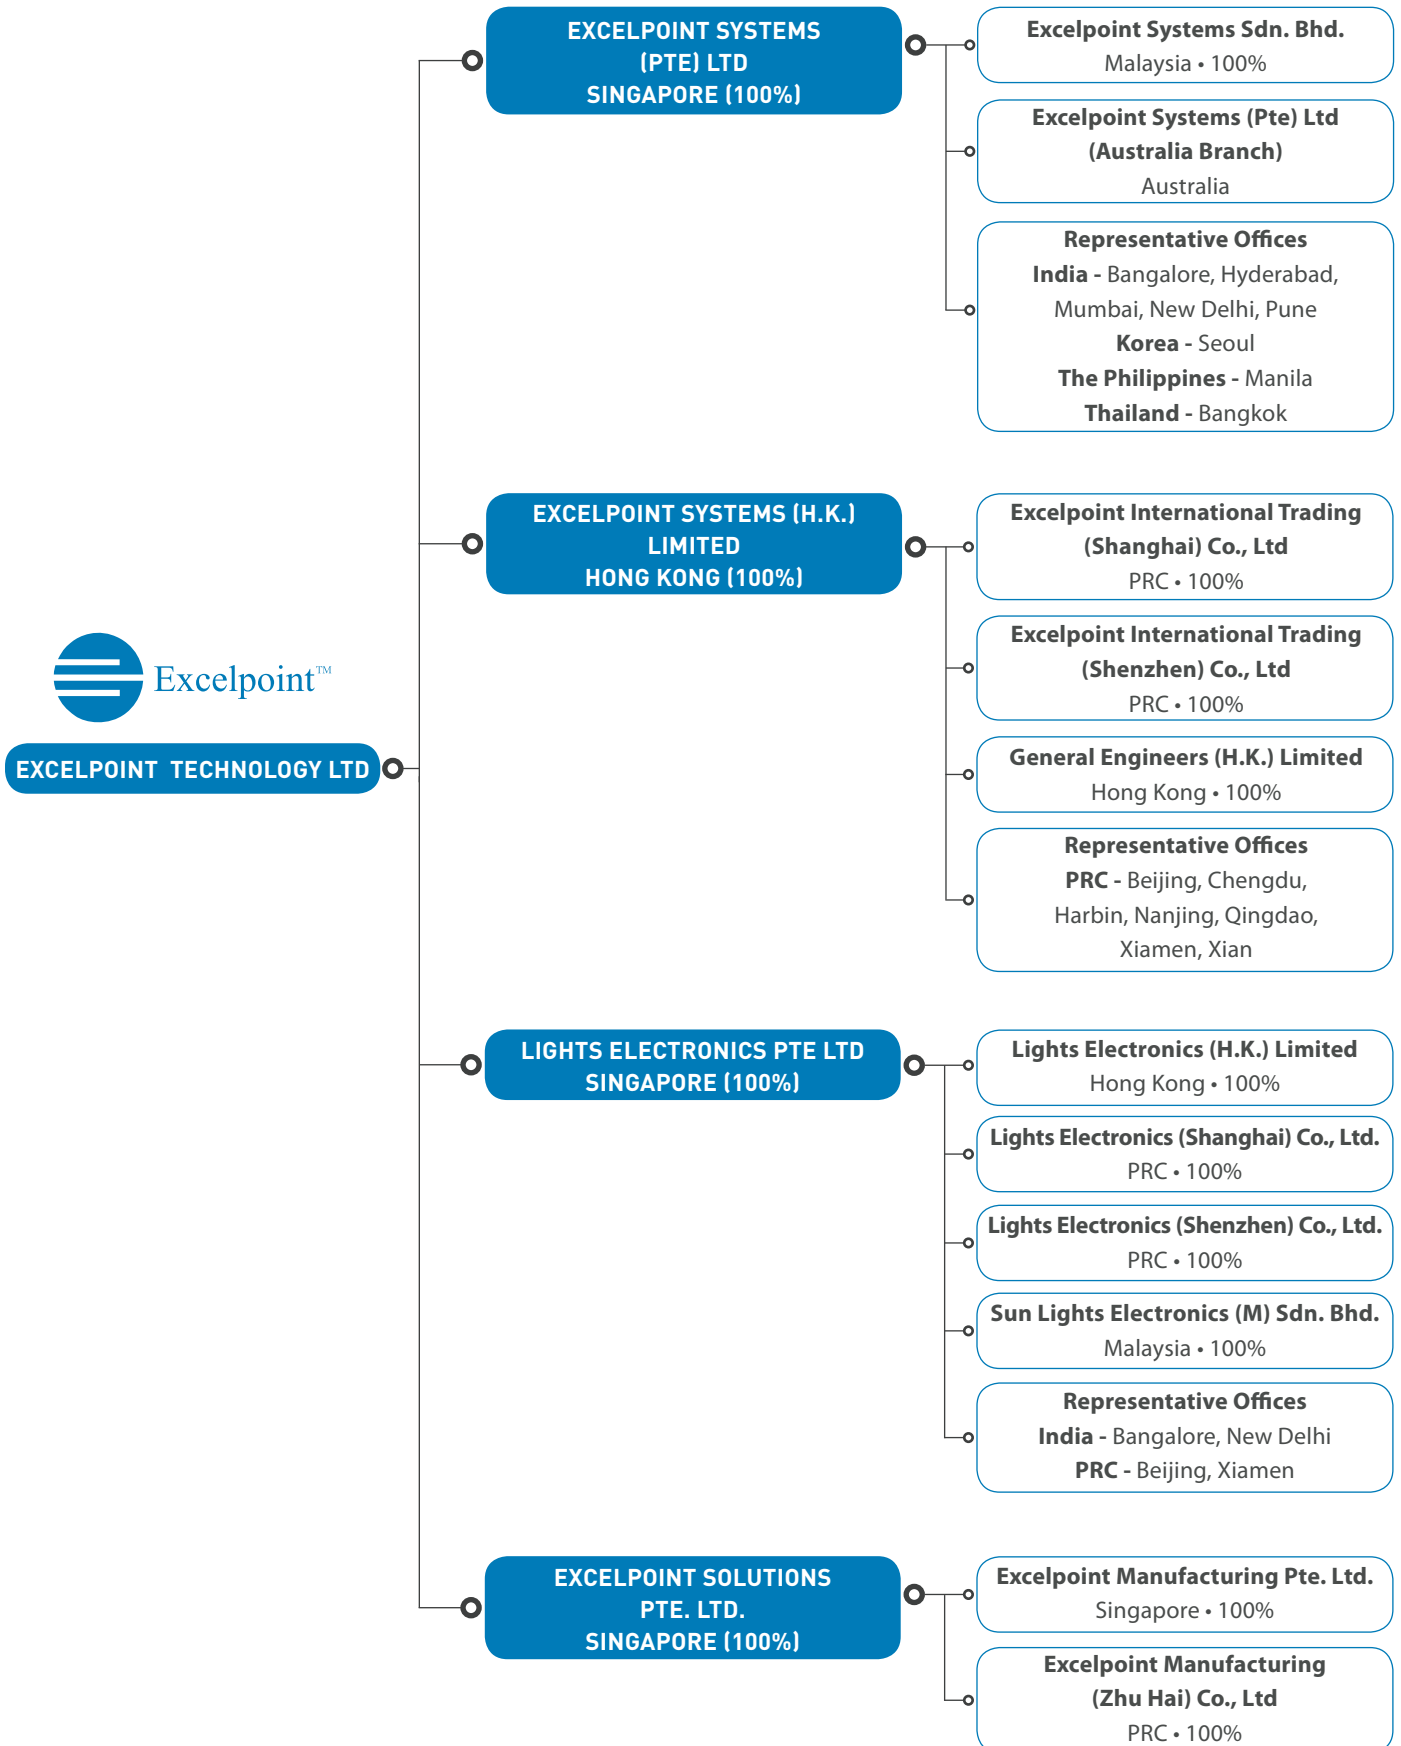 EXCELPOINT SYSTEMS
(PTE) LTD
SINGAPORE (100%)
Excelpoint Systems Sdn. Bhd.
Malaysia • 100%
Excelpoint Systems (Pte) Ltd
(Australia Branch)
Australia
Representative Offices
India - Bangalore, Hyderabad,
Mumbai, New Delhi, Pune
Korea - Seoul
The Philippines - Manila
Thailand - Bangkok
EXCELPOINT SYSTEMS (H.K.)
LIMITED
HONG KONG (100%)
Excelpoint International Trading
(Shanghai) Co., Ltd
PRC • 100%
Excelpoint International Trading
(Shenzhen) Co., Ltd
PRC • 100%
General Engineers (H.K.) Limited
Hong Kong • 100%
Representative Offices
PRC - Beijing, Chengdu,
Harbin, Nanjing, Qingdao,
Xiamen, Xian
Excelpoint™
EXCELPOINT TECHNOLOGY LTD
LIGHTS ELECTRONICS PTE LTD
SINGAPORE (100%)
Lights Electronics (H.K.) Limited
Hong Kong • 100%
Lights Electronics (Shanghai) Co., Ltd.
PRC • 100%
Lights Electronics (Shenzhen) Co., Ltd.
PRC • 100%
Sun Lights Electronics (M) Sdn. Bhd.
Malaysia • 100%
Representative Offices
India - Bangalore, New Delhi
PRC - Beijing, Xiamen
EXCELPOINT SOLUTIONS
PTE. LTD.
SINGAPORE (100%)
Excelpoint Manufacturing Pte. Ltd.
Singapore • 100%
Excelpoint Manufacturing
(Zhu Hai) Co., Ltd
PRC • 100%